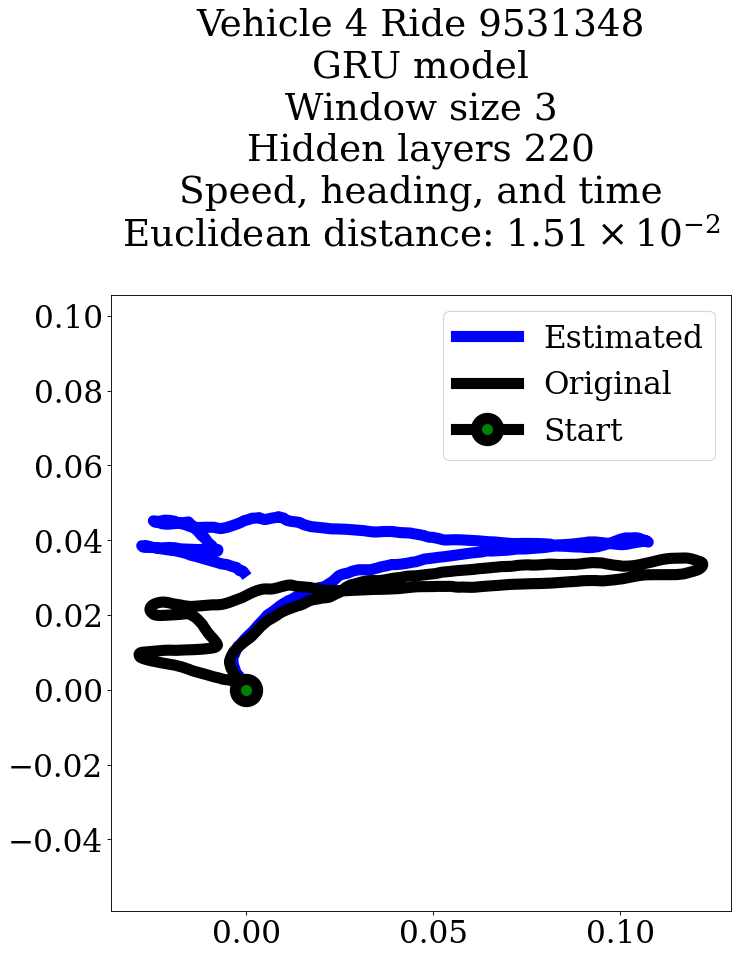 Vehicle 4 Ride 9531348
GRU model
Window size 3
Hidden layers 220
Speed, heading, and time
Euclidean distance: 1.51 × 10⁻²
Estimated
Original
Start
0.10
0.08
0.06
0.04
0.02
0.00
−0.02
−0.04
0.00 0.05 0.10